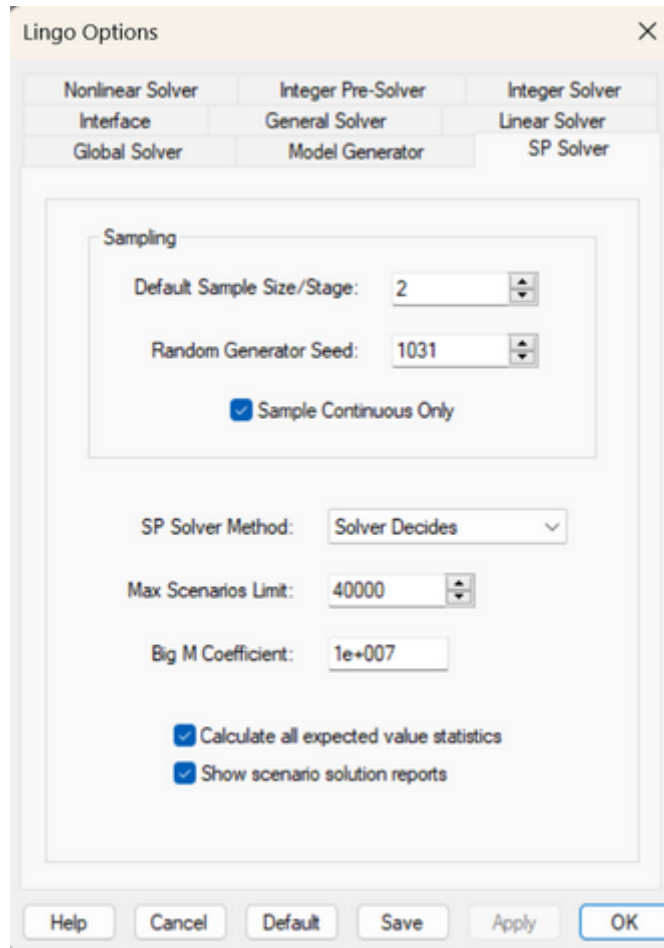 Lingo Options
Nonlinear Solver Integer Pre-Solver Integer Solver
Interface General Solver Linear Solver
Global Solver Model Generator SP Solver
Sampling
Default Sample Size/Stage: 2
Random Generator Seed: 1031
Sample Continuous Only
SP Solver Method: Solver Decides
Max Scenarios Limit: 40000
Big M Coefficient: 1e+007
Calculate all expected value statistics
Show scenario solution reports
Help Cancel Default Save Apply OK